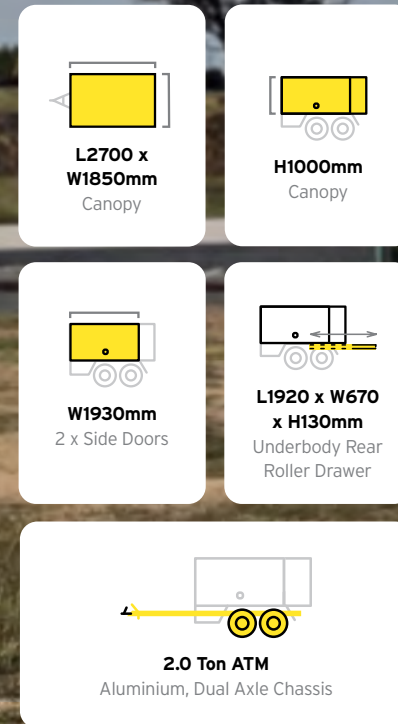 L2700 x
W1850mm
Canopy
H1000mm
Canopy
W1930mm
2 x Side Doors
L1920 x W670
x H130mm
Underbody Rear
Roller Drawer
2.0 Ton ATM
Aluminium, Dual Axle Chassis